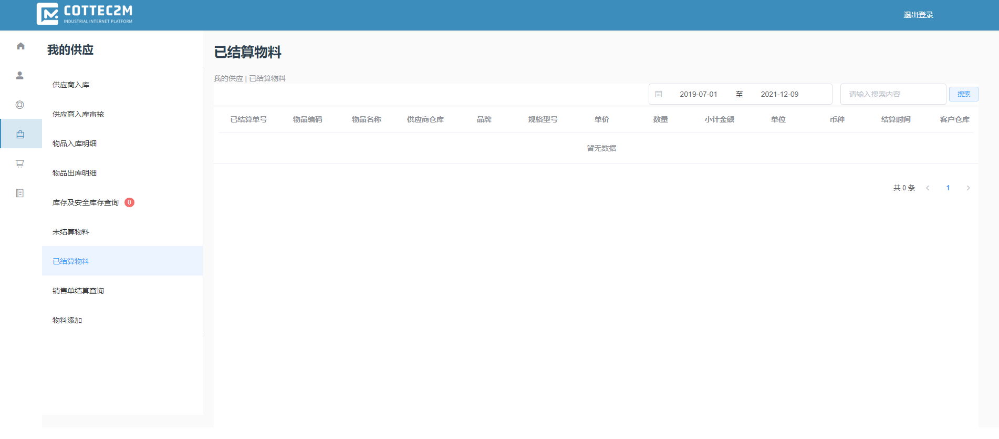 COTTEC2M
INDUSTRIAL INTERNET PLATFORM
退出登录
我的供应
供应商入库
供应商入库审核
物品入库明细
物品出库明细
库存及安全库存查询 0
未结算物料
已结算物料
销售单结算查询
物料添加
已结算物料
我的供应 | 已结算物料
2019-07-01 至 2021-12-09 请输入搜索内容 搜索
已结算单号 物品编码 物品名称 供应商仓库 品牌 规格型号 单价 数量 小计金额 单位 币种 结算时间 客户仓库
暂无数据
共 0 条 1